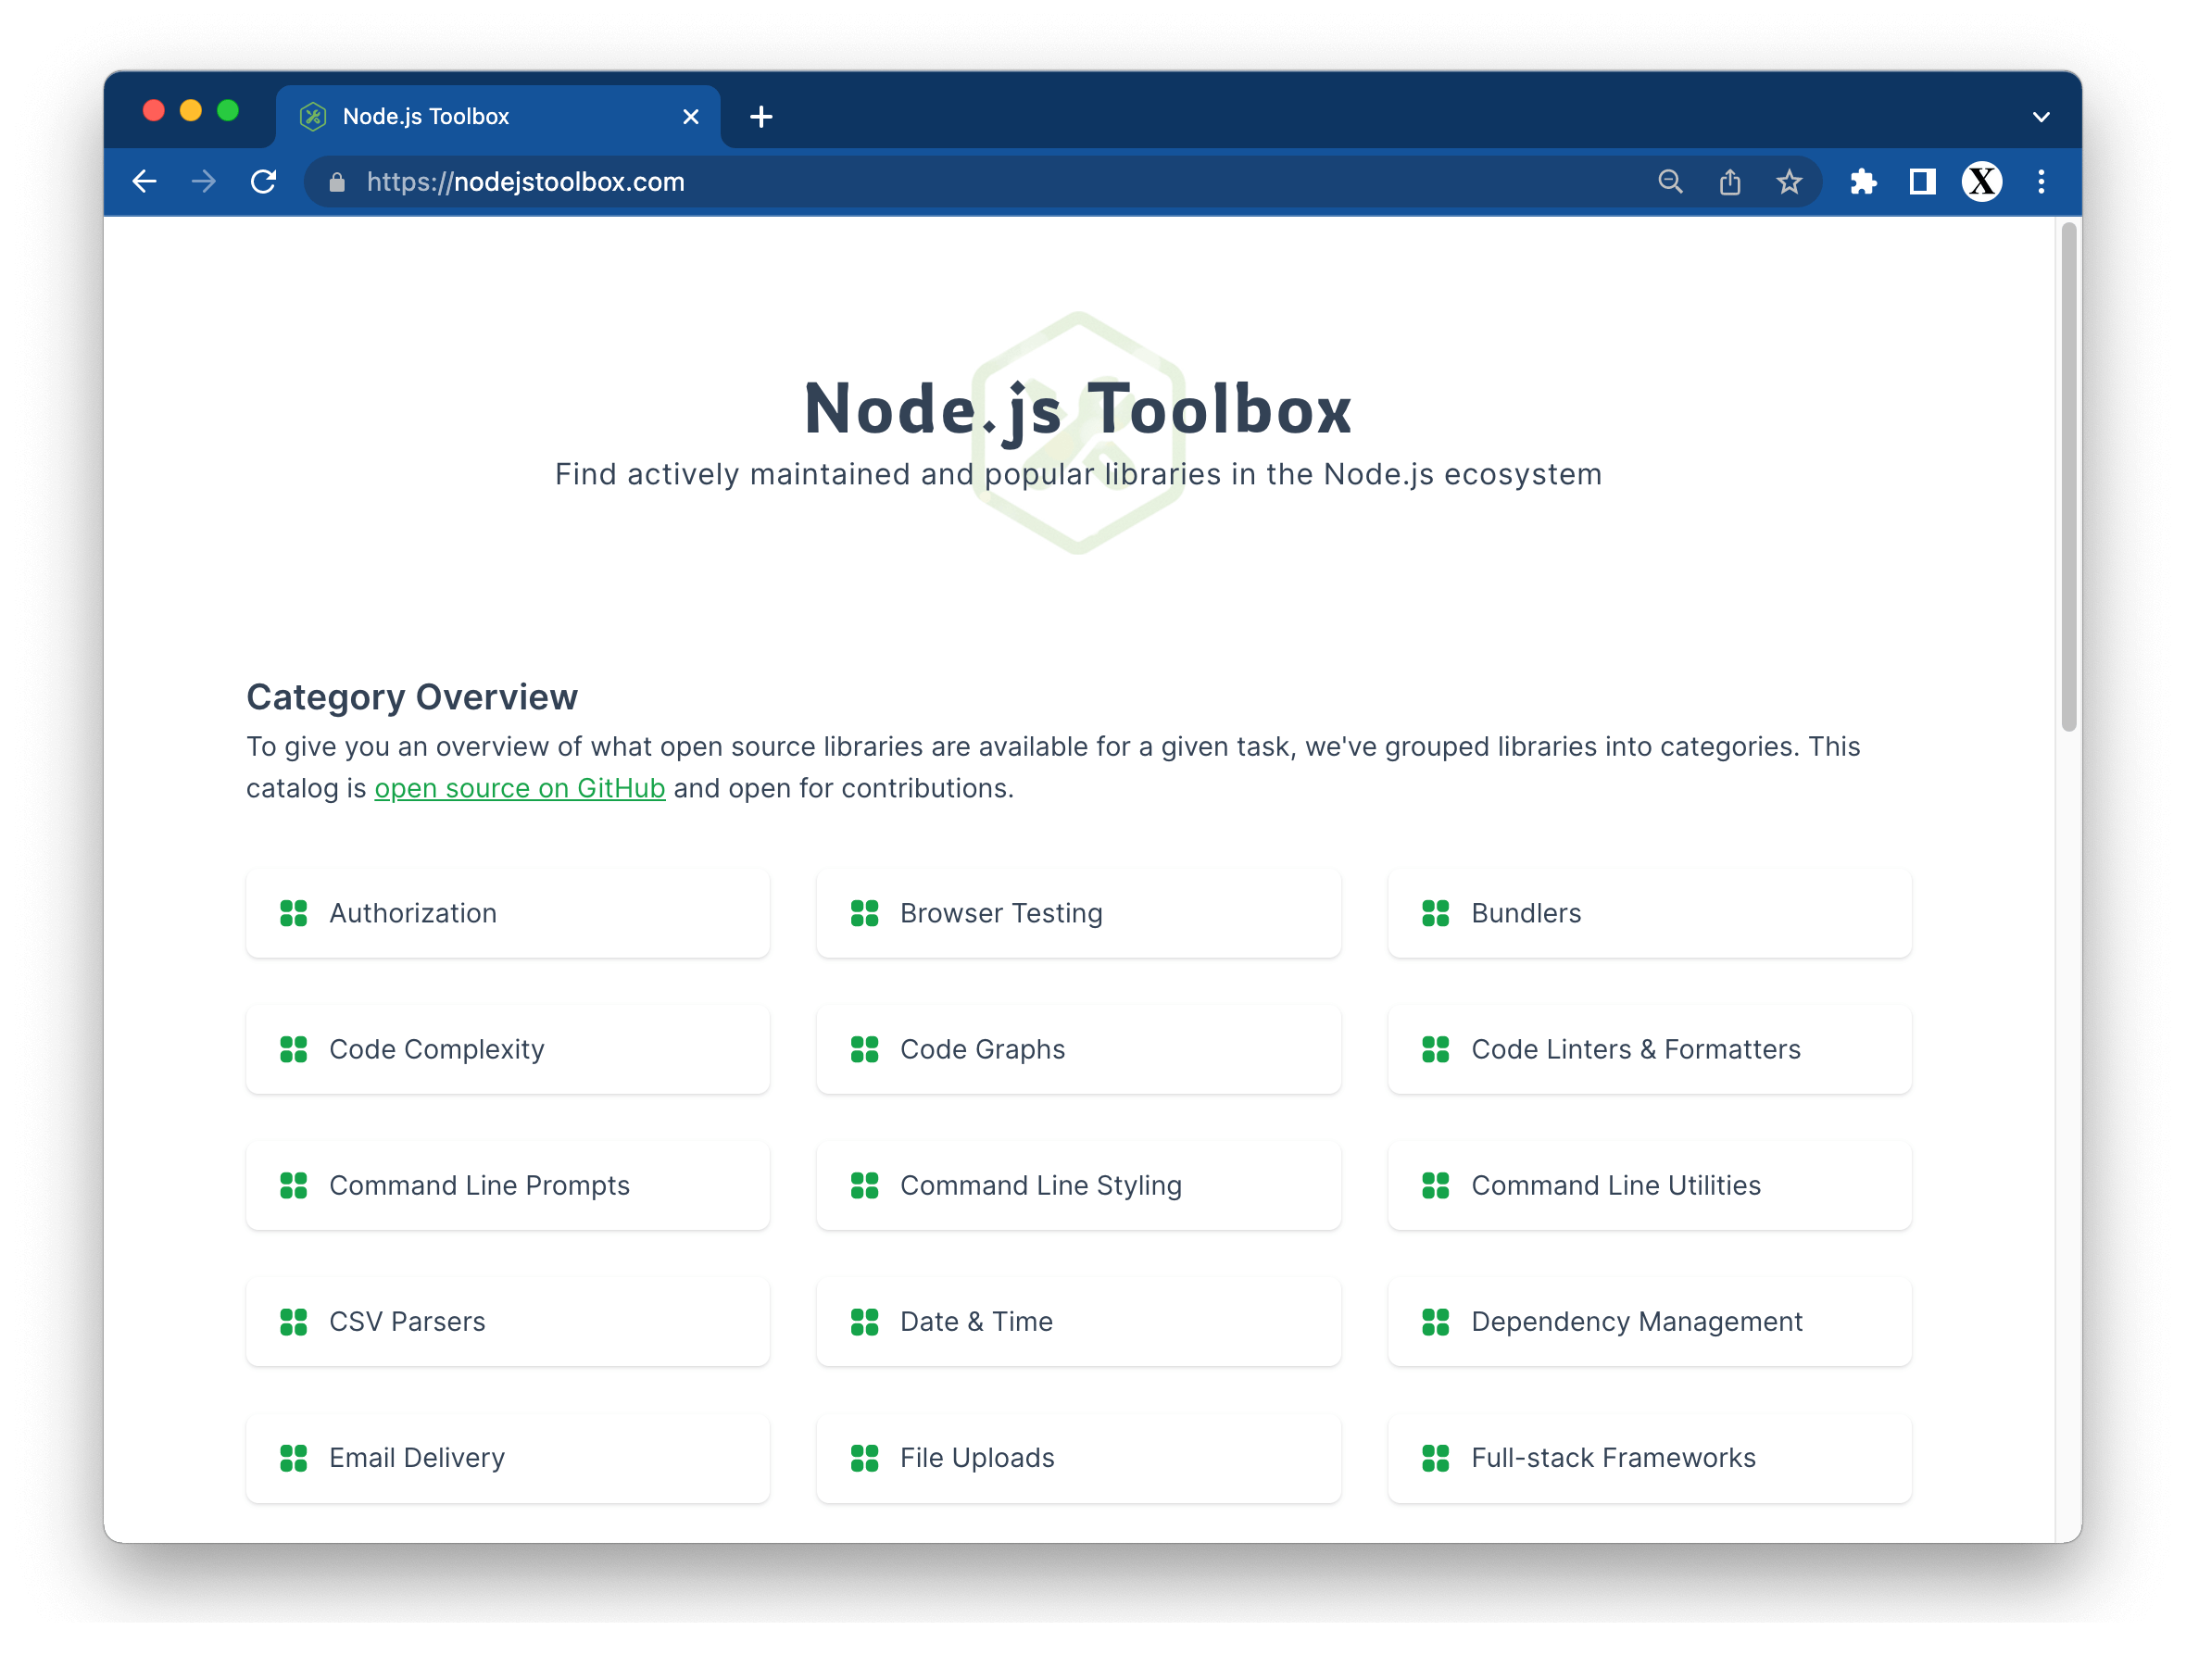 Node.js Toolbox
https://nodejstoolbox.com
X
Node.js Toolbox
Find actively maintained and popular libraries in the Node.js ecosystem
Category Overview
To give you an overview of what open source libraries are available for a given task, we've grouped libraries into categories. This
catalog is open source on GitHub and open for contributions.
Authorization
Browser Testing
Bundlers
Code Complexity
Code Graphs
Code Linters & Formatters
Command Line Prompts
Command Line Styling
Command Line Utilities
CSV Parsers
Date & Time
Dependency Management
Email Delivery
File Uploads
Full-stack Frameworks